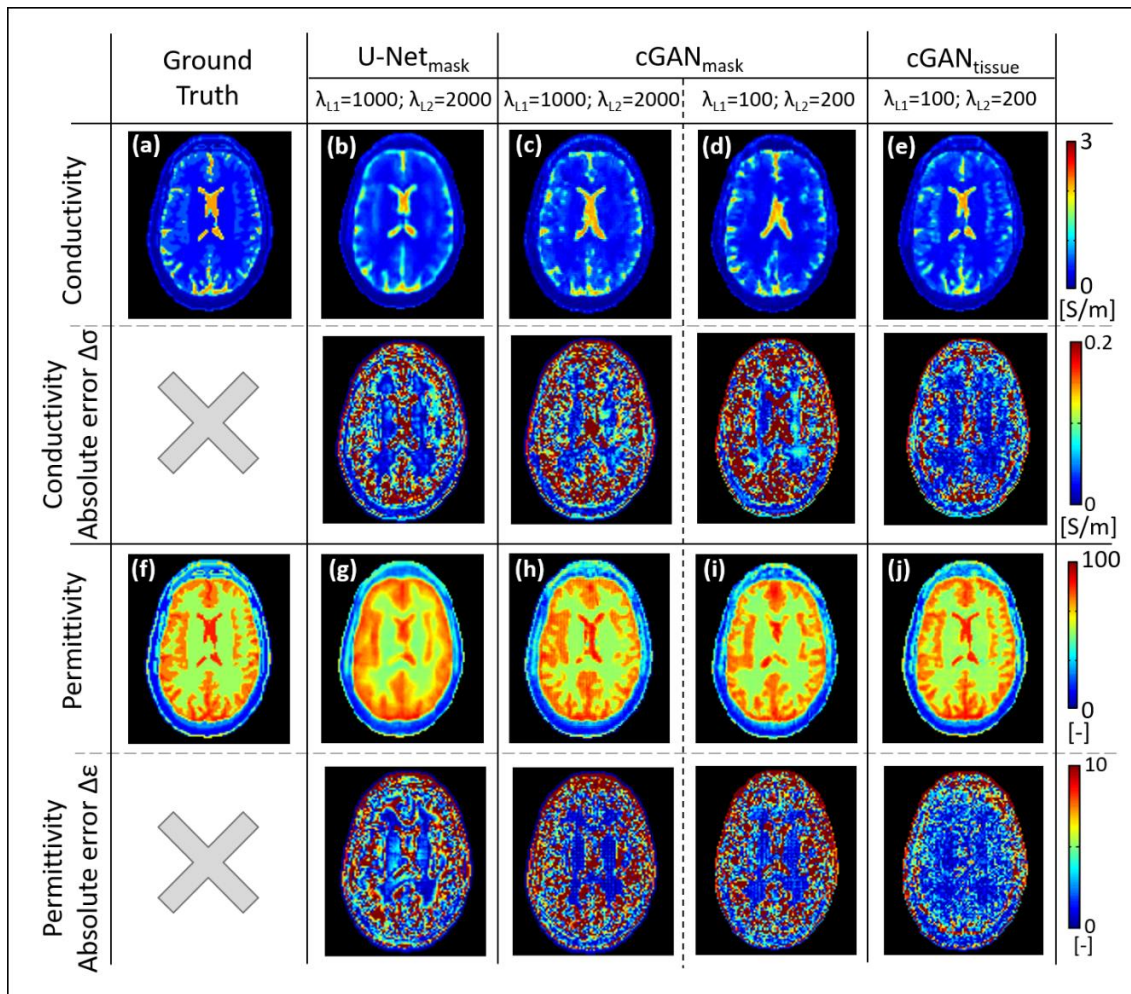 Ground
Truth
U-Netmask
cGANmask
cGANtissue
λL1=1000; λL2=2000
λL1=1000; λL2=2000
λL1=100; λL2=200
λL1=100; λL2=200
Conductivity
(a)
(b)
(c)
(d)
(e)
3
0
[S/m]
Conductivity
Absolute error Δσ
0.2
0
[S/m]
Permittivity
(f)
(g)
(h)
(i)
(j)
100
0
[-]
Permittivity
Absolute error Δε
10
0
[-]